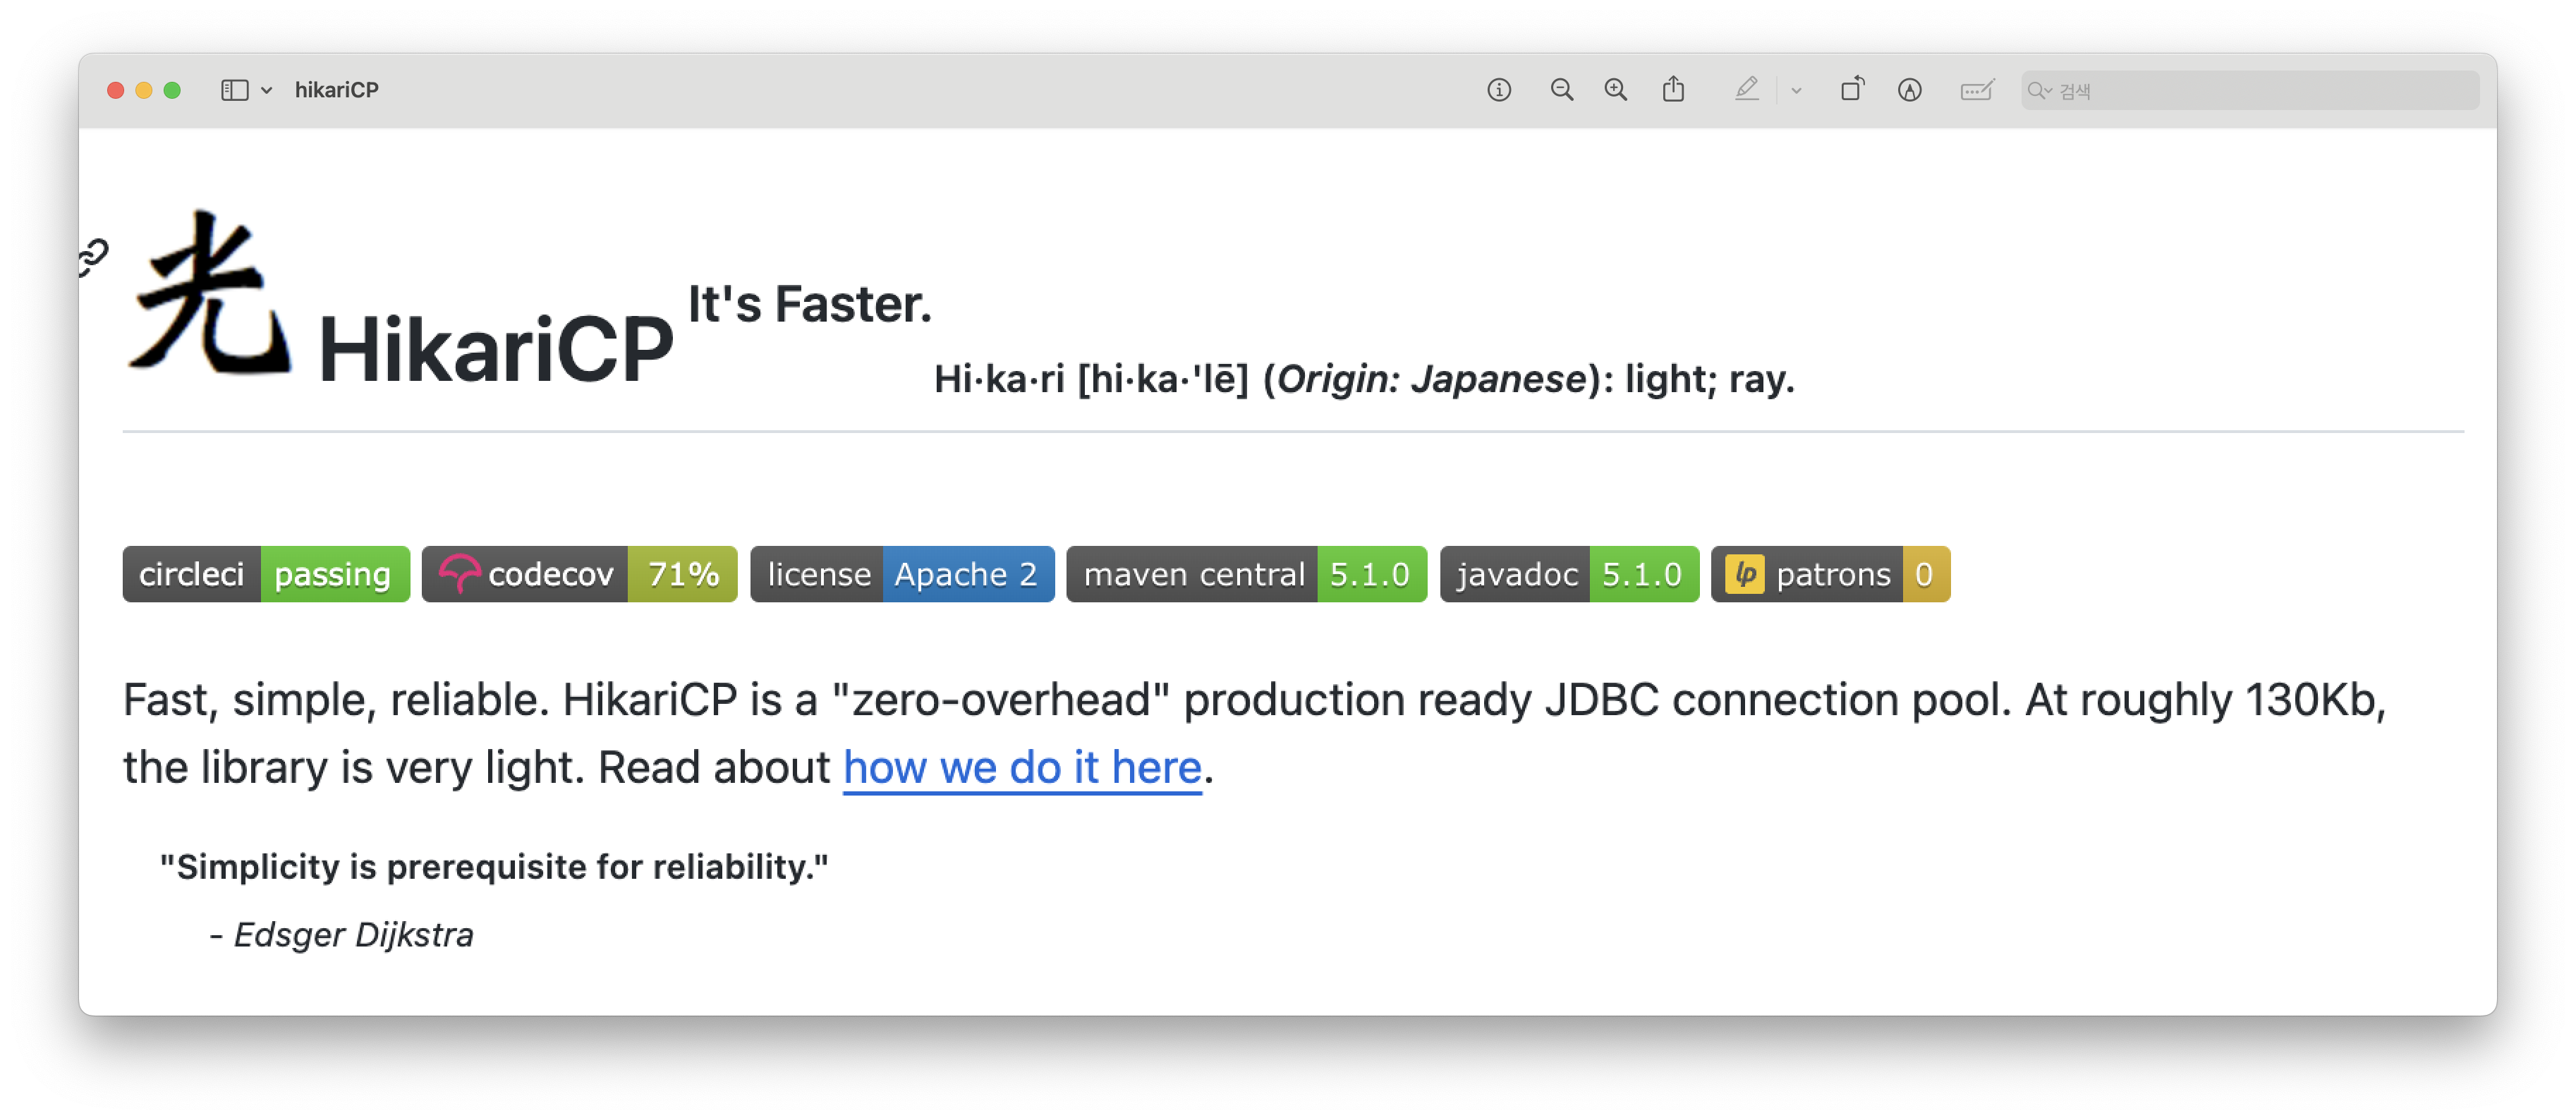 hikariCP
검색
光 HikariCP It's Faster.
Hi·ka·ri [hi·ka·'lē] (Origin: Japanese): light; ray.
circleci passing codecov 71% license Apache 2 maven central 5.1.0 javadoc 5.1.0 lp patrons 0
Fast, simple, reliable. HikariCP is a "zero-overhead" production ready JDBC connection pool. At roughly 130Kb,
the library is very light. Read about how we do it here.
"Simplicity is prerequisite for reliability."
- Edsger Dijkstra